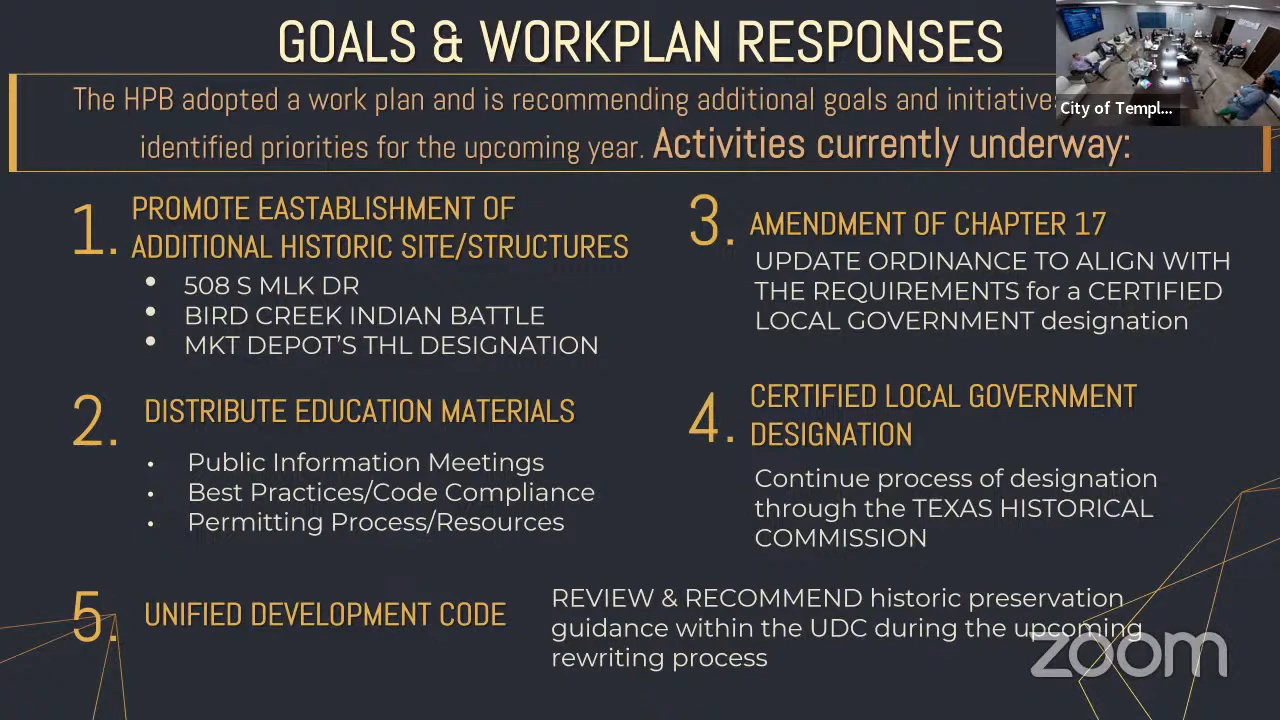 GOALS & WORKPLAN RESPONSES
The HPB adopted a work plan and is recommending additional goals and initiative
identified priorities for the upcoming year. Activities currently underway:
City of Templ...
1. PROMOTE EASTABLISHMENT OF
ADDITIONAL HISTORIC SITE/STRUCTURES
• 508 S MLK DR
• BIRD CREEK INDIAN BATTLE
• MKT DEPOT'S THL DESIGNATION
2. DISTRIBUTE EDUCATION MATERIALS
• Public Information Meetings
• Best Practices/Code Compliance
• Permitting Process/Resources
3. AMENDMENT OF CHAPTER 17
UPDATE ORDINANCE TO ALIGN WITH
THE REQUIREMENTS for a CERTIFIED
LOCAL GOVERNMENT designation
4. CERTIFIED LOCAL GOVERNMENT
DESIGNATION
Continue process of designation
through the TEXAS HISTORICAL
COMMISSION
5. UNIFIED DEVELOPMENT CODE
REVIEW & RECOMMEND historic preservation
guidance within the UDC during the upcoming
rewriting process
zoom